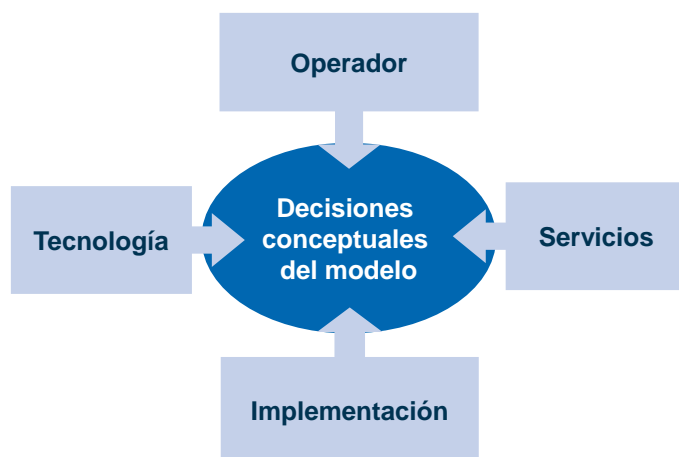 Operador
Decisiones
conceptuales
del modelo
Tecnología
Servicios
Implementación